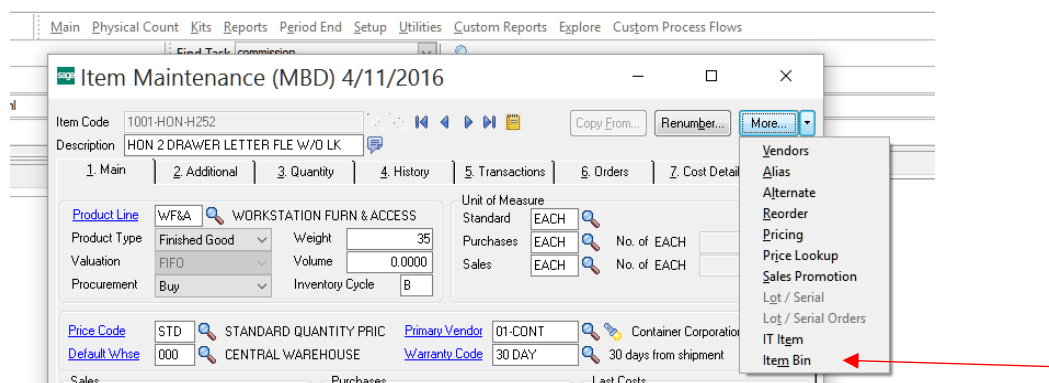 Main Physical Count Kits Reports Period End Setup Utilities Custom Reports Explore Custom Process Flows
Find Task commission
sage Item Maintenance (MBD) 4/11/2016
Item Code 1001-HON-H252 Copy From... Renumber... More...
Description HON 2 DRAWER LETTER FLE W/O LK
1. Main 2. Additional 3. Quantity 4. History 5. Transactions 6. Orders 7. Cost Detail
Vendors
Alias
Alternate
Reorder
Pricing
Price Lookup
Sales Promotion
Lot / Serial
Lot / Serial Orders
IT Item
Item Bin
Product Line WF&A WORKSTATION FURN & ACCESS
Product Type Finished Good Weight 35
Valuation FIFO Volume 0.0000
Procurement Buy Inventory Cycle B
Unit of Measure
Standard EACH
Purchases EACH No. of EACH
Sales EACH No. of EACH
Price Code STD STANDARD QUANTITY PRIC Primary Vendor 01-CONT Container Corporation
Default Whse 000 CENTRAL WAREHOUSE Warranty Code 30 DAY 30 days from shipment
Sales Purchases Last Costs